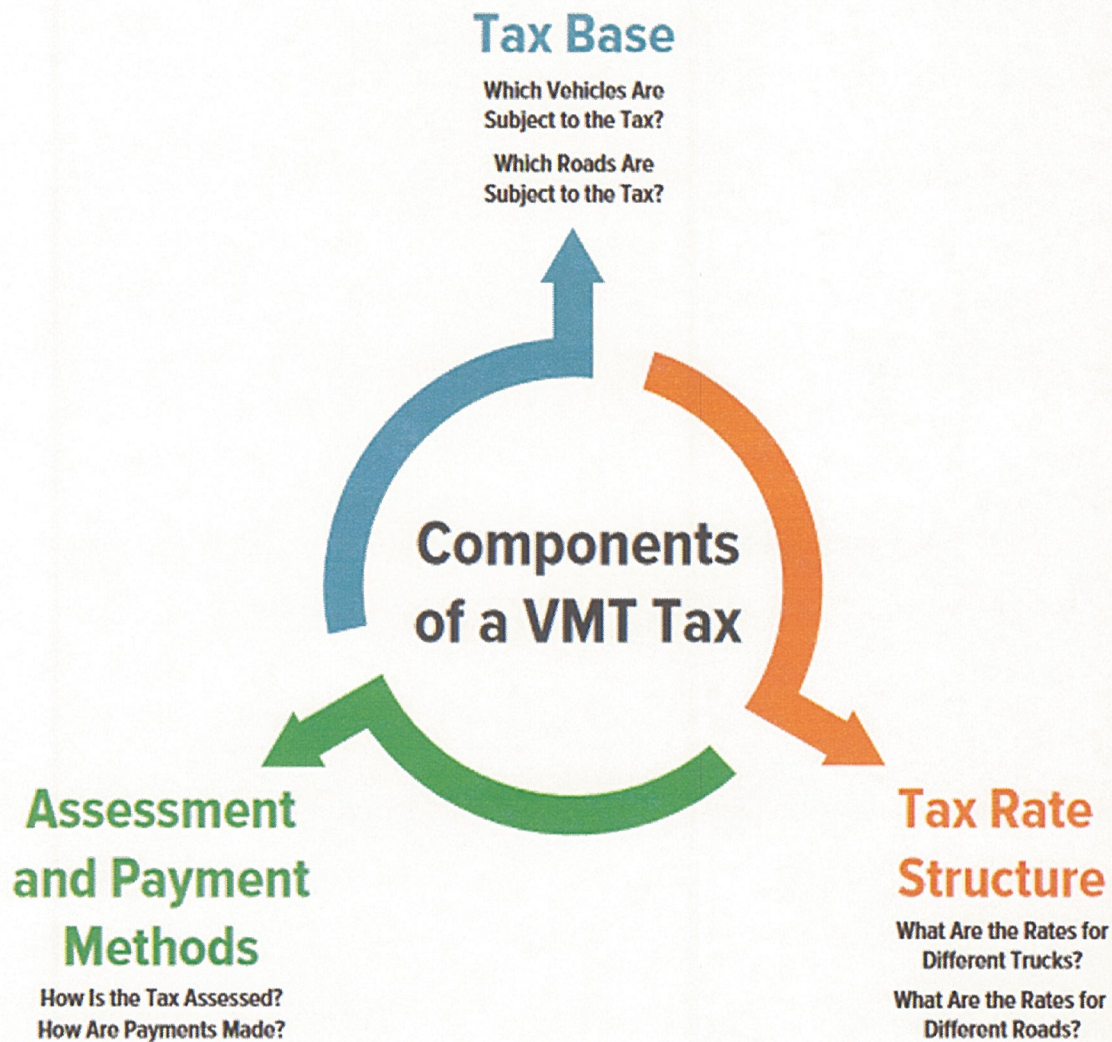 Tax Base
Which Vehicles Are
Subject to the Tax?
Which Roads Are
Subject to the Tax?
Components
of a VMT Tax
Tax Rate
Structure
What Are the Rates for
Different Trucks?
What Are the Rates for
Different Roads?
Assessment
and Payment
Methods
How Is the Tax Assessed?
How Are Payments Made?